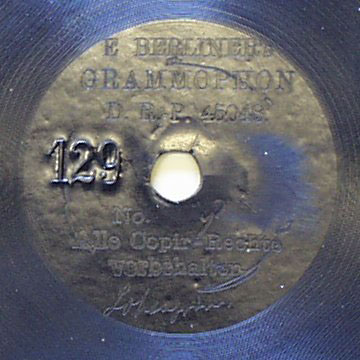 E BERLINER'S
GRAMMOPHON
D. R. P. 45048
129
No.
Alle Copir-Rechte
vorbehalten